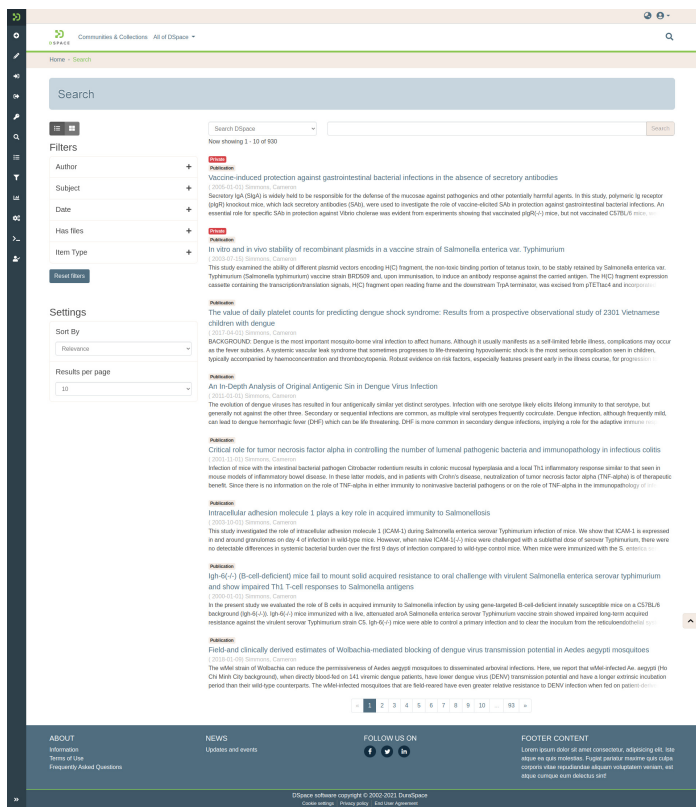 DSPACE
Communities & Collections All of DSpace
Home • Search
Search
Search DSpace
Search
Now showing 1 - 10 of 930
Filters
Author +
Subject +
Date +
Has files +
Item Type +
Reset filters
Settings
Sort By
Relevance
Results per page
10
Private
Publication
Vaccine-induced protection against gastrointestinal bacterial infections in the absence of secretory antibodies
( 2005-01-01) Simmons, Cameron
Secretory IgA (SIgA) is widely held to be responsible for the defense of the mucosae against pathogens and other potentially harmful agents. In this study, polymeric Ig receptor
(pIgR) knockout mice, which lack secretory antibodies (SAb), were used to investigate the role of vaccine-elicited SAb in protection against gastrointestinal bacterial infections. An
essential role for specific SAb in protection against Vibrio cholerae was evident from experiments showing that vaccinated pIgR(-/-) mice, but not vaccinated C57BL/6 mice,
Private
Publication
In vitro and in vivo stability of recombinant plasmids in a vaccine strain of Salmonella enterica var. Typhimurium
( 2003-07-15) Simmons, Cameron
This study examined the ability of different plasmid vectors encoding H(C) fragment, the non-toxic binding portion of tetanus toxin, to be stably retained by Salmonella enterica var.
Typhimurium (Salmonella typhimurium) vaccine strain BRD509 and, upon immunisation, to induce an antibody response against the carried antigen. The H(C) fragment expression
cassette containing the transcription/translation signals, H(C) fragment open reading frame and the downstream TrpA terminator, was excised from pTETtac4 and
Publication
The value of daily platelet counts for predicting dengue shock syndrome: Results from a prospective observational study of 2301 Vietnamese
children with dengue
( 2017-04-01) Simmons, Cameron
BACKGROUND: Dengue is the most important mosquito-borne viral infection to affect humans. Although it usually manifests as a self-limited febrile illness, complications may occur
as the fever subsides. A systemic vascular leak syndrome that sometimes progresses to life-threatening hypovolaemic shock is the most serious complication seen in children,
typically accompanied by haemoconcentration and thrombocytopenia. Robust evidence on risk factors, especially features present early in the illness course, for
Publication
An In-Depth Analysis of Original Antigenic Sin in Dengue Virus Infection
( 2011-01-01) Simmons, Cameron
The evolution of dengue viruses has resulted in four antigenically similar yet distinct serotypes. Infection with one serotype likely elicits lifelong immunity to that serotype, but
generally not against the other three. Secondary or sequential infections are common, as multiple viral serotypes frequently cocirculate. Dengue infection, although frequently mild,
can lead to dengue hemorrhagic fever (DHF) which can be life threatening. DHF is more common in secondary dengue infections, implying a role for the adaptive immune
Publication
Critical role for tumor necrosis factor alpha in controlling the number of lumenal pathogenic bacteria and immunopathology in infectious colitis
( 2001-11-01) Simmons, Cameron
Infection of mice with the intestinal bacterial pathogen Citrobacter rodentium results in colonic mucosal hyperplasia and a local Th1 inflammatory response similar to that seen in
mouse models of inflammatory bowel disease. In these latter models, and in patients with Crohn's disease, neutralization of tumor necrosis factor alpha (TNF-alpha) is of therapeutic
benefit. Since there is no information on the role of TNF-alpha in either immunity to noninvasive bacterial pathogens or on the role of TNF-alpha in the immunopathology of
Publication
Intracellular adhesion molecule 1 plays a key role in acquired immunity to Salmonellosis
( 2003-10-01) Simmons, Cameron
This study investigated the role of intracellular adhesion molecule 1 (ICAM-1) during Salmonella enterica serovar Typhimurium infection of mice. We show that ICAM-1 is expressed
in and around granulomas on day 4 of infection in wild-type mice. However, when naive ICAM-1(-/-) mice were challenged with a sublethal dose of serovar Typhimurium, there were
no detectable differences in systemic bacterial burden over the first 9 days of infection compared to wild-type control mice. When mice were immunized with the S. enterica
Publication
Igh-6(-/-) (B-cell-deficient) mice fail to mount solid acquired resistance to oral challenge with virulent Salmonella enterica serovar typhimurium
and show impaired Th1 T-cell responses to Salmonella antigens
( 2000-01-01) Simmons, Cameron
In the present study we evaluated the role of B cells in acquired immunity to Salmonella infection by using gene-targeted B-cell-deficient innately susceptible mice on a C57BL/6
background (Igh-6(-/-)). Igh-6(-/-) mice immunized with a live, attenuated aroA Salmonella enterica serovar Typhimurium vaccine strain showed impaired long-term acquired
resistance against the virulent serovar Typhimurium strain C5. Igh-6(-/-) mice were able to control a primary infection and to clear the inoculum from the reticuloendothelial
Publication
Field-and clinically derived estimates of Wolbachia-mediated blocking of dengue virus transmission potential in Aedes aegypti mosquitoes
( 2018-01-09) Simmons, Cameron
The wMel strain of Wolbachia can reduce the permissiveness of Aedes aegypti mosquitoes to disseminated arboviral infections. Here, we report that wMel-infected Ae. aegypti (Ho
Chi Minh City background), when directly blood-fed on 141 viremic dengue patients, have lower dengue virus (DENV) transmission potential and have a longer extrinsic incubation
period than their wild-type counterparts. The wMel-infected mosquitoes that are field-reared have even greater relative resistance to DENV infection when fed on
« 1 2 3 4 5 6 7 8 9 10 ... 93 »
ABOUT
Information
Terms of Use
Frequently Asked Questions
NEWS
Updates and events
FOLLOW US ON
FOOTER CONTENT
Lorem ipsum dolor sit amet consectetur, adipisicing elit. Iste
atque ea quis molestias. Fugiat pariatur maxime quis culpa
corporis vitae repudiandae aliquam voluptatem veniam, est
atque cumque eum delectus sint!
DSpace software copyright © 2002-2021 DuraSpace
Cookie settings Privacy policy End User Agreement